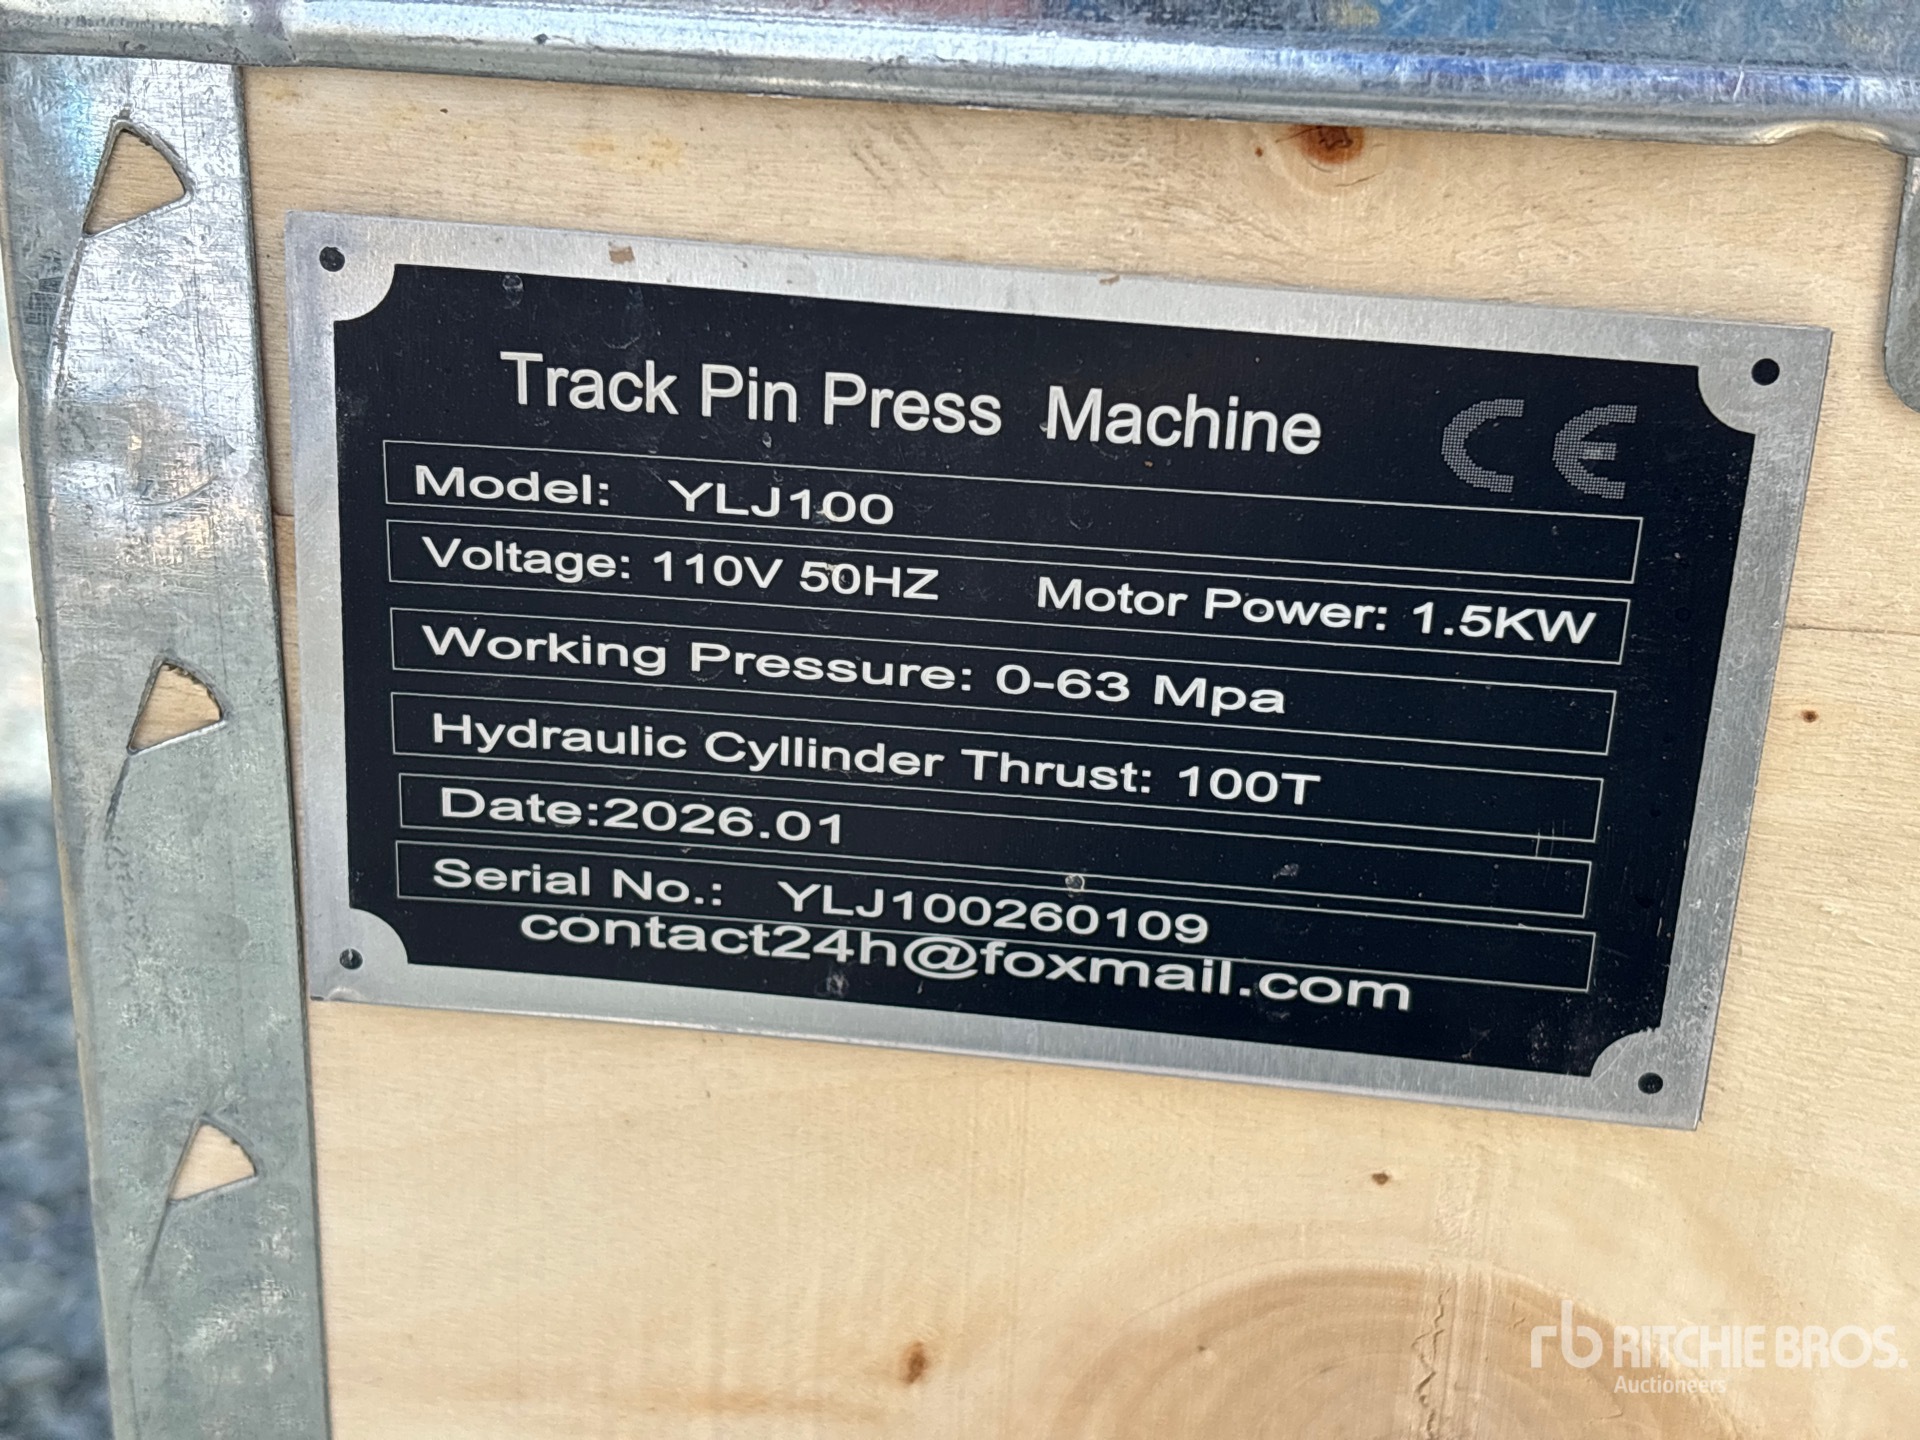 Track Pin Press Machine
CE
Model: YLJ100
Voltage: 110V 50HZ Motor Power: 1.5KW
Working Pressure: 0-63 Mpa
Hydraulic Cyllinder Thrust: 100T
Date:2026.01
Serial No.: YLJ100260109
contact24h@foxmail.com
rb RITCHIE BROS.
Auctioneers